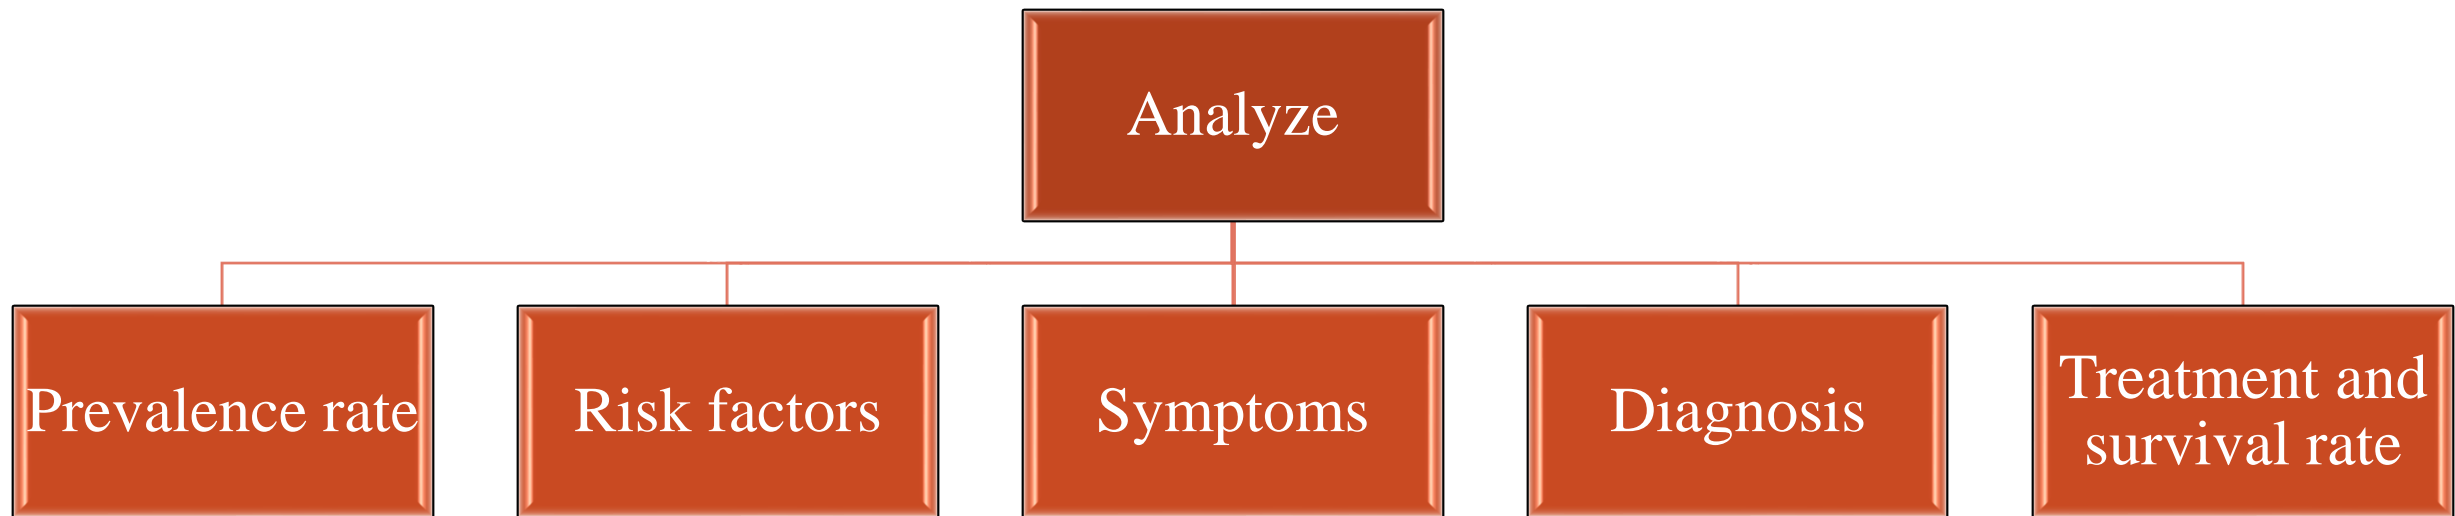 Analyze
Prevalence rate
Risk factors
Symptoms
Diagnosis
Treatment and
survival rate